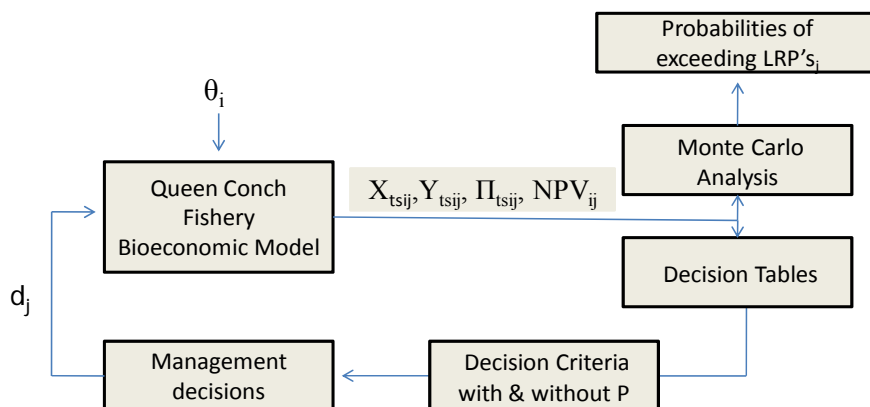 Probabilities of
exceeding LRP's_j
θ_i
Monte Carlo
Analysis
Queen Conch
Fishery
Bioeconomic Model
X_tsij, Y_tsij, Π_tsij, NPV_ij
Decision Tables
d_j
Management
decisions
Decision Criteria
with & without P